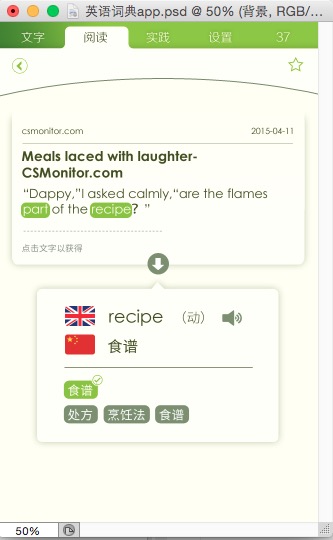 英语词典app.psd @ 50% (背景, RGB/...
文字 阅读 实践 设置 37
csmonitor.com 2015-04-11
Meals laced with laughter-
CSMonitor.com
“Dappy,”I asked calmly,“are the flames
part of the recipe? ”
点击文字以获得
recipe (动)
食谱
食谱
处方 烹饪法 食谱
50%